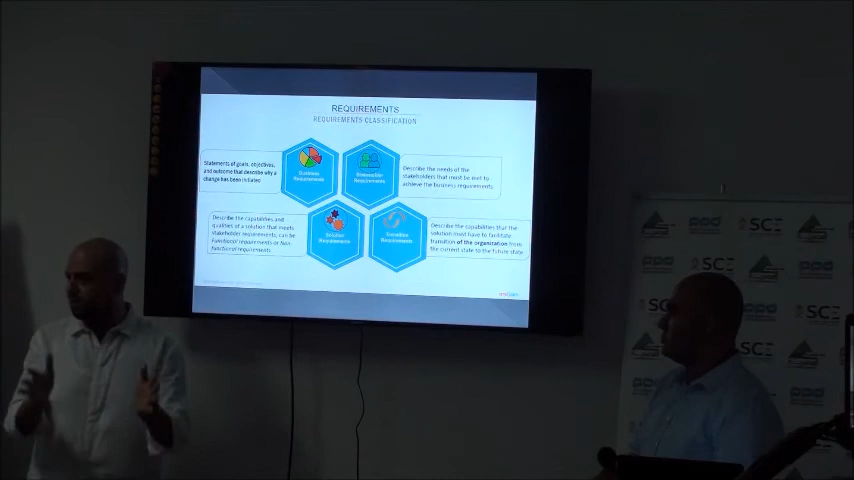 REQUIREMENTS
REQUIREMENTS CLASSIFICATION
Statements of goals, objectives,
and outcome that describe why a
change has been initiated
Business
Requirements
Stakeholder
Requirements
Describe the needs of the
stakeholders that must be met to
achieve the business requirements
Describe the capabilities and
qualities of a solution that meets
stakeholder requirements, can be
Functional requirements or Non-
functional requirements
Solution
Requirements
Transition
Requirements
Describe the capabilities that the
solution must have to facilitate
transition of the organization from
the current state to the future state
SCE
SCE
SCE
SCE